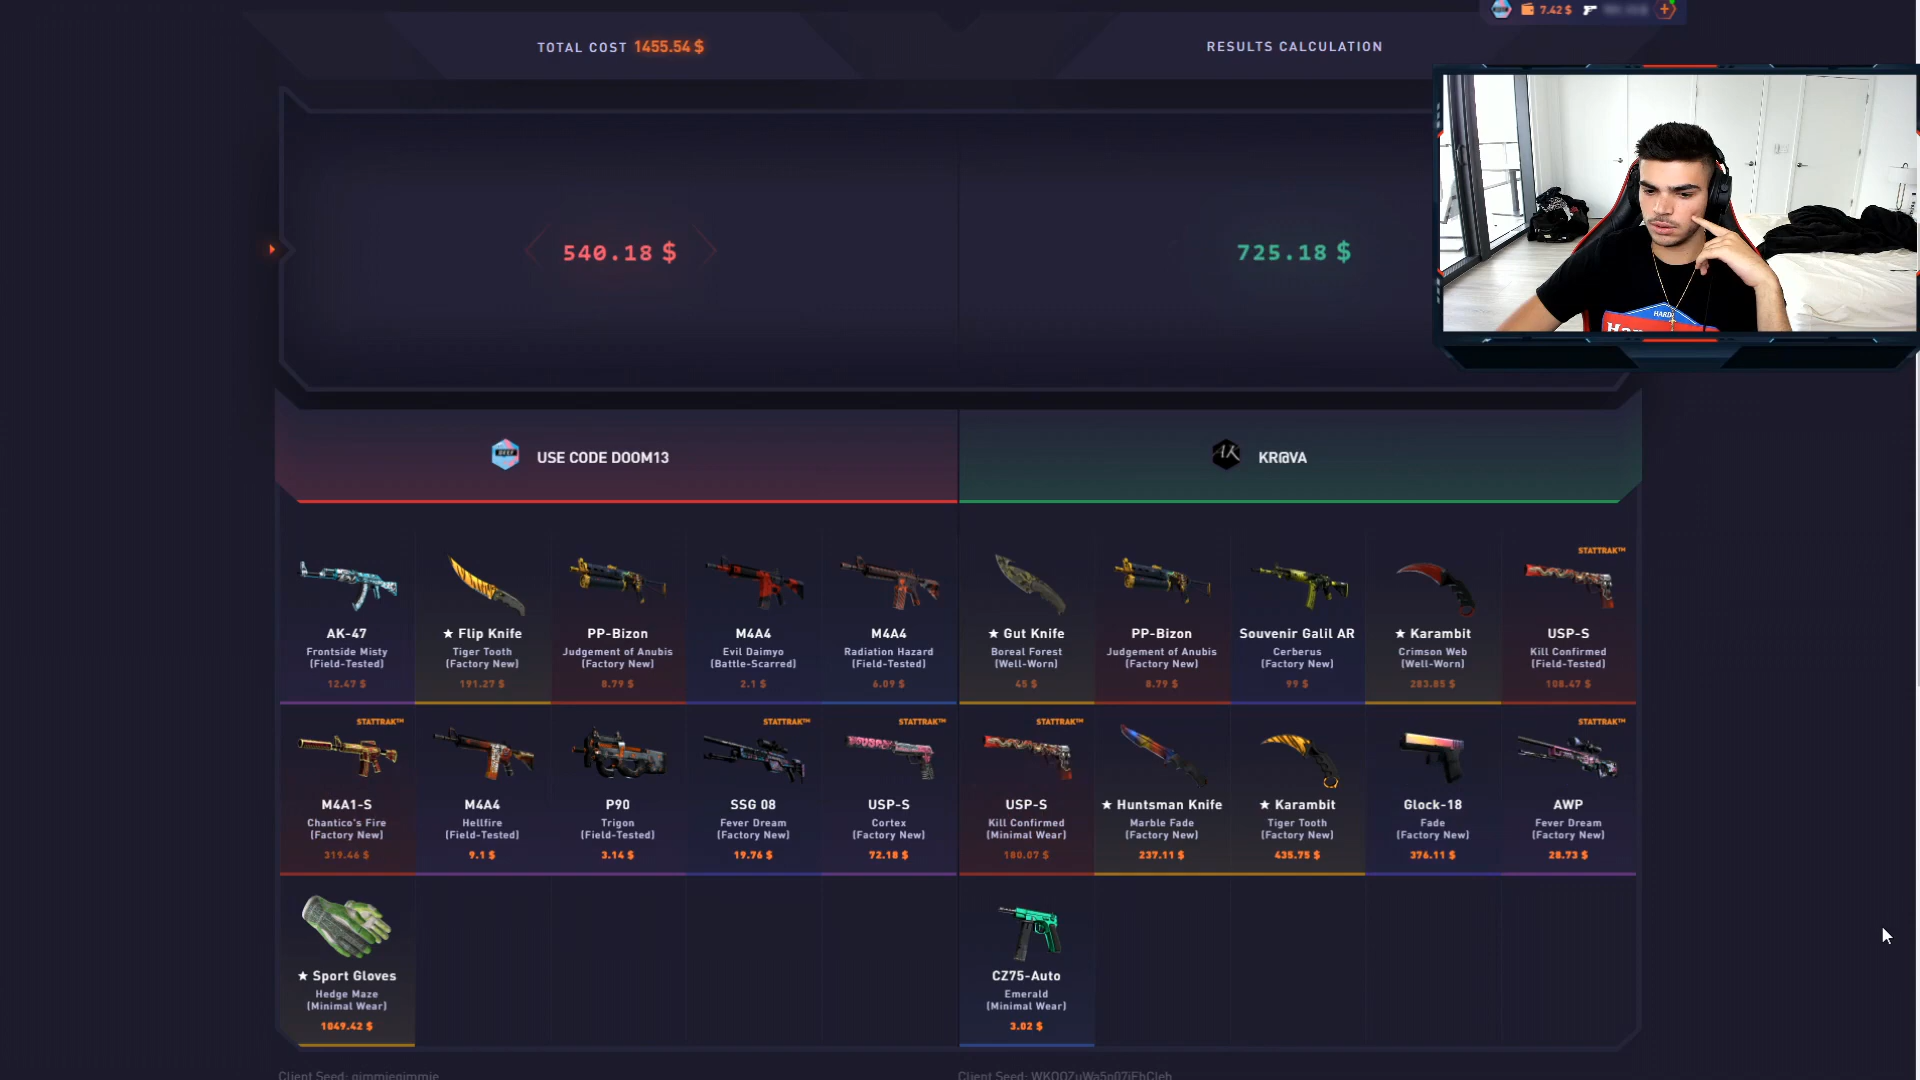 7.42 $
TOTAL COST 1455.54 $
RESULTS CALCULATION
540.18 $
725.18 $
HARD
USE CODE DOOM13
KR@VA
STATTRAK™
AK-47 ★ Flip Knife PP-Bizon M4A4 M4A4 ★ Gut Knife PP-Bizon Souvenir Galil AR ★ Karambit USP-S
Frontside Misty Tiger Tooth Judgement of Anubis Evil Daimyo Radiation Hazard Boreal Forest Judgement of Anubis Cerberus Crimson Web Kill Confirmed
(Field-Tested) (Factory New) (Factory New) (Battle-Scarred) (Field-Tested) (Well-Worn) (Factory New) (Factory New) (Well-Worn) (Field-Tested)
12.47 $ 191.27 $ 8.79 $ 2.1 $ 6.09 $ 45 $ 8.79 $ 99 $ 283.85 $ 108.47 $
STATTRAK™ STATTRAK™ STATTRAK™ STATTRAK™ STATTRAK™
M4A1-S M4A4 P90 SSG 08 USP-S USP-S ★ Huntsman Knife ★ Karambit Glock-18 AWP
Chantico's Fire Hellfire Trigon Fever Dream Cortex Kill Confirmed Marble Fade Tiger Tooth Fade Fever Dream
(Factory New) (Field-Tested) (Field-Tested) (Factory New) (Factory New) (Minimal Wear) (Factory New) (Factory New) (Factory New) (Factory New)
319.46 $ 9.1 $ 3.14 $ 19.76 $ 72.18 $ 180.07 $ 237.11 $ 435.75 $ 376.11 $ 28.73 $
★ Sport Gloves CZ75-Auto
Hedge Maze Emerald
(Minimal Wear) (Minimal Wear)
1049.42 $ 3.02 $
Client Seed: gimmiegimmie Client Seed: